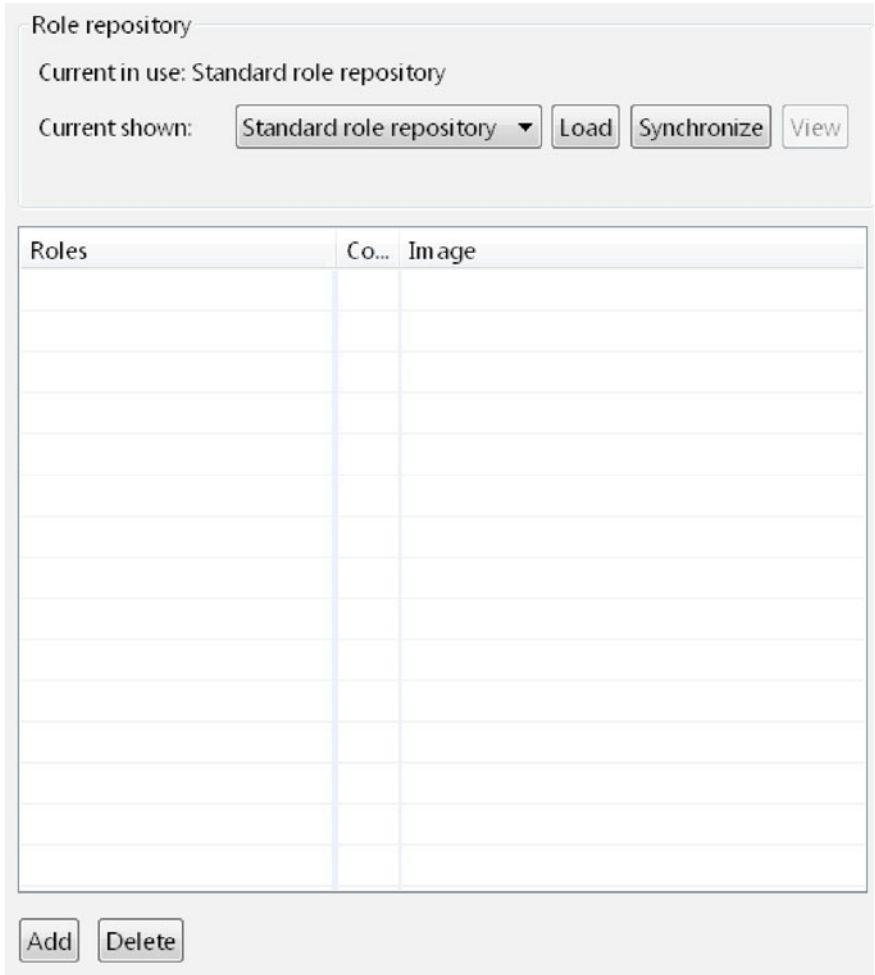 Role repository
Current in use: Standard role repository
Current shown: Standard role repository Load Synchronize View
Roles Co... Image
Add Delete